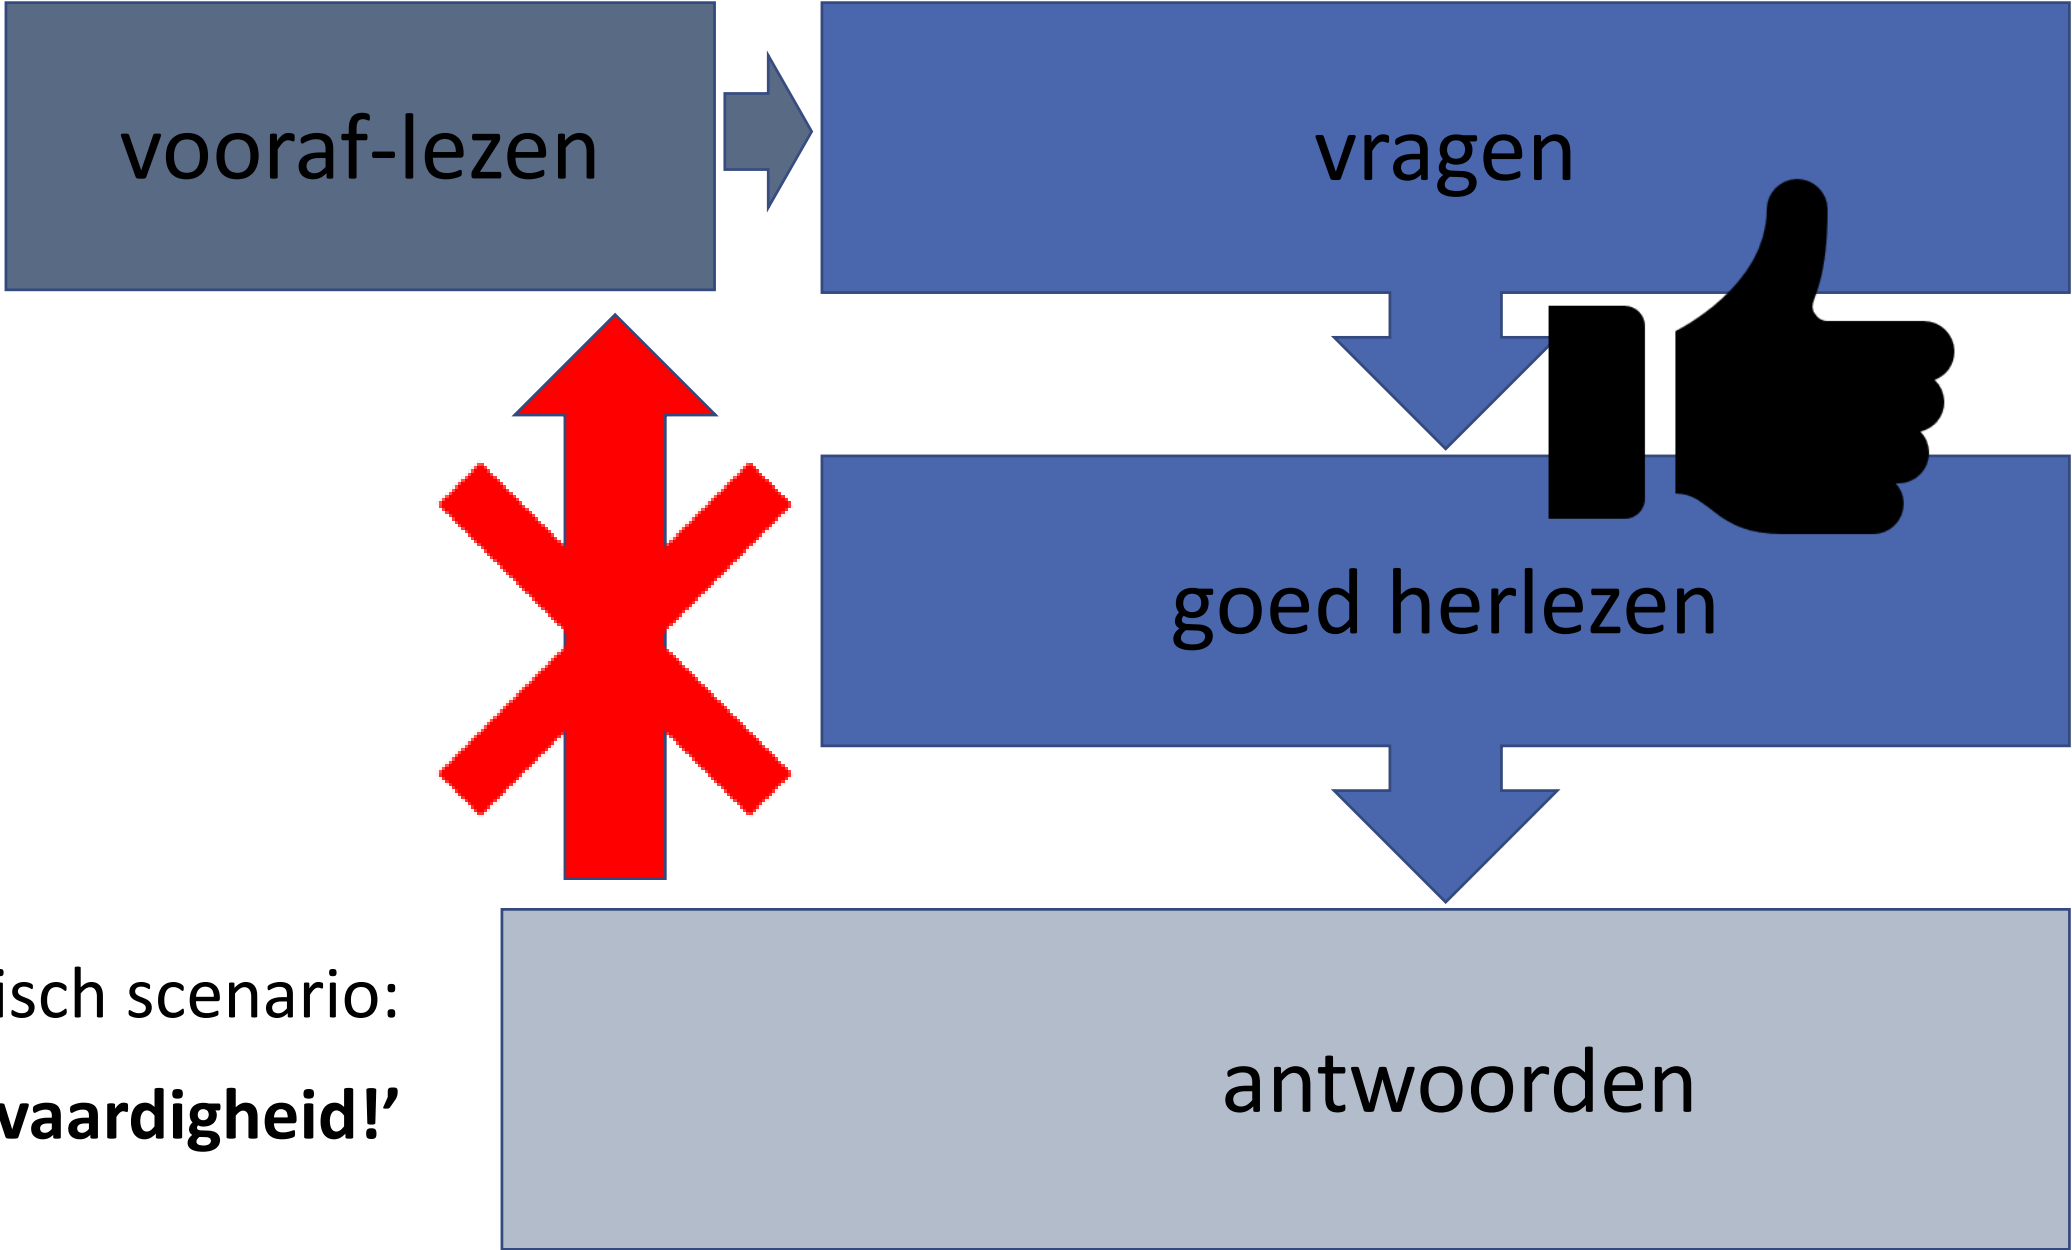 vooraf-lezen
vragen
goed herlezen
isch scenario:
vaardigheid!’
antwoorden